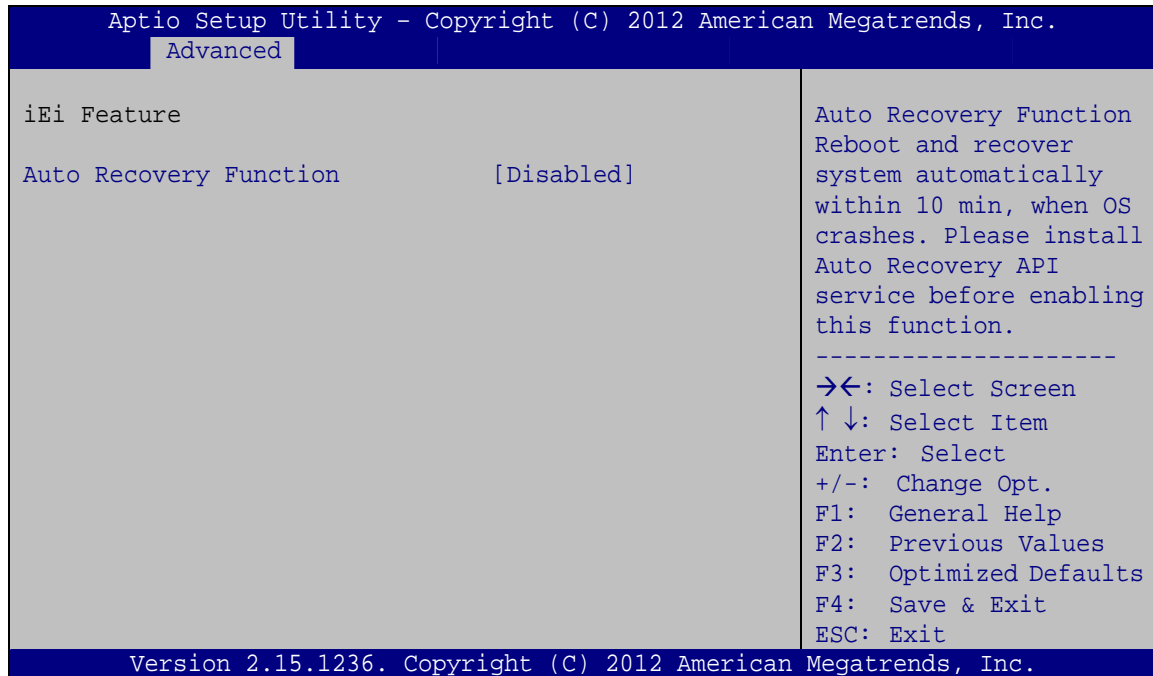 Aptio Setup Utility – Copyright (C) 2012 American Megatrends, Inc.
Advanced
iEi Feature
Auto Recovery Function [Disabled]
Auto Recovery Function
Reboot and recover
system automatically
within 10 min, when OS
crashes. Please install
Auto Recovery API
service before enabling
this function.
---------------------
→←: Select Screen
↑ ↓: Select Item
Enter: Select
+/-: Change Opt.
F1: General Help
F2: Previous Values
F3: Optimized Defaults
F4: Save & Exit
ESC: Exit
Version 2.15.1236. Copyright (C) 2012 American Megatrends, Inc.